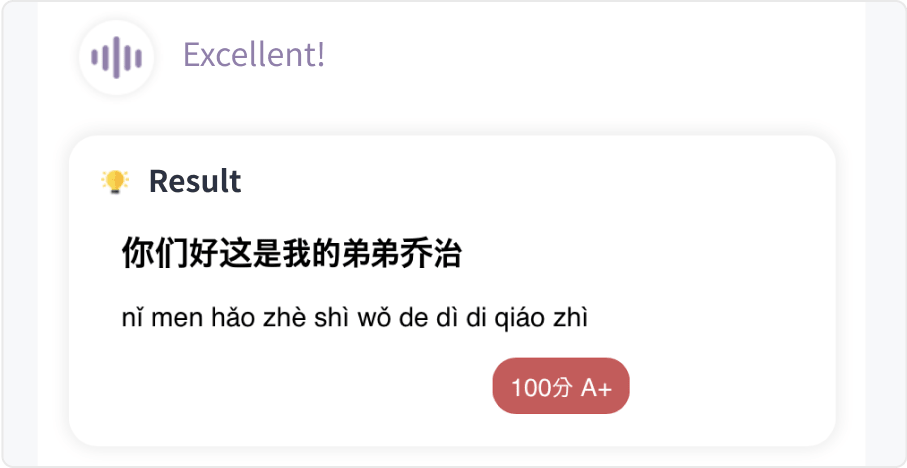 Excellent!
Result
你们好这是我的弟弟乔治
nǐ men hǎo zhè shì wǒ de dì di qiáo zhì
100分 A+